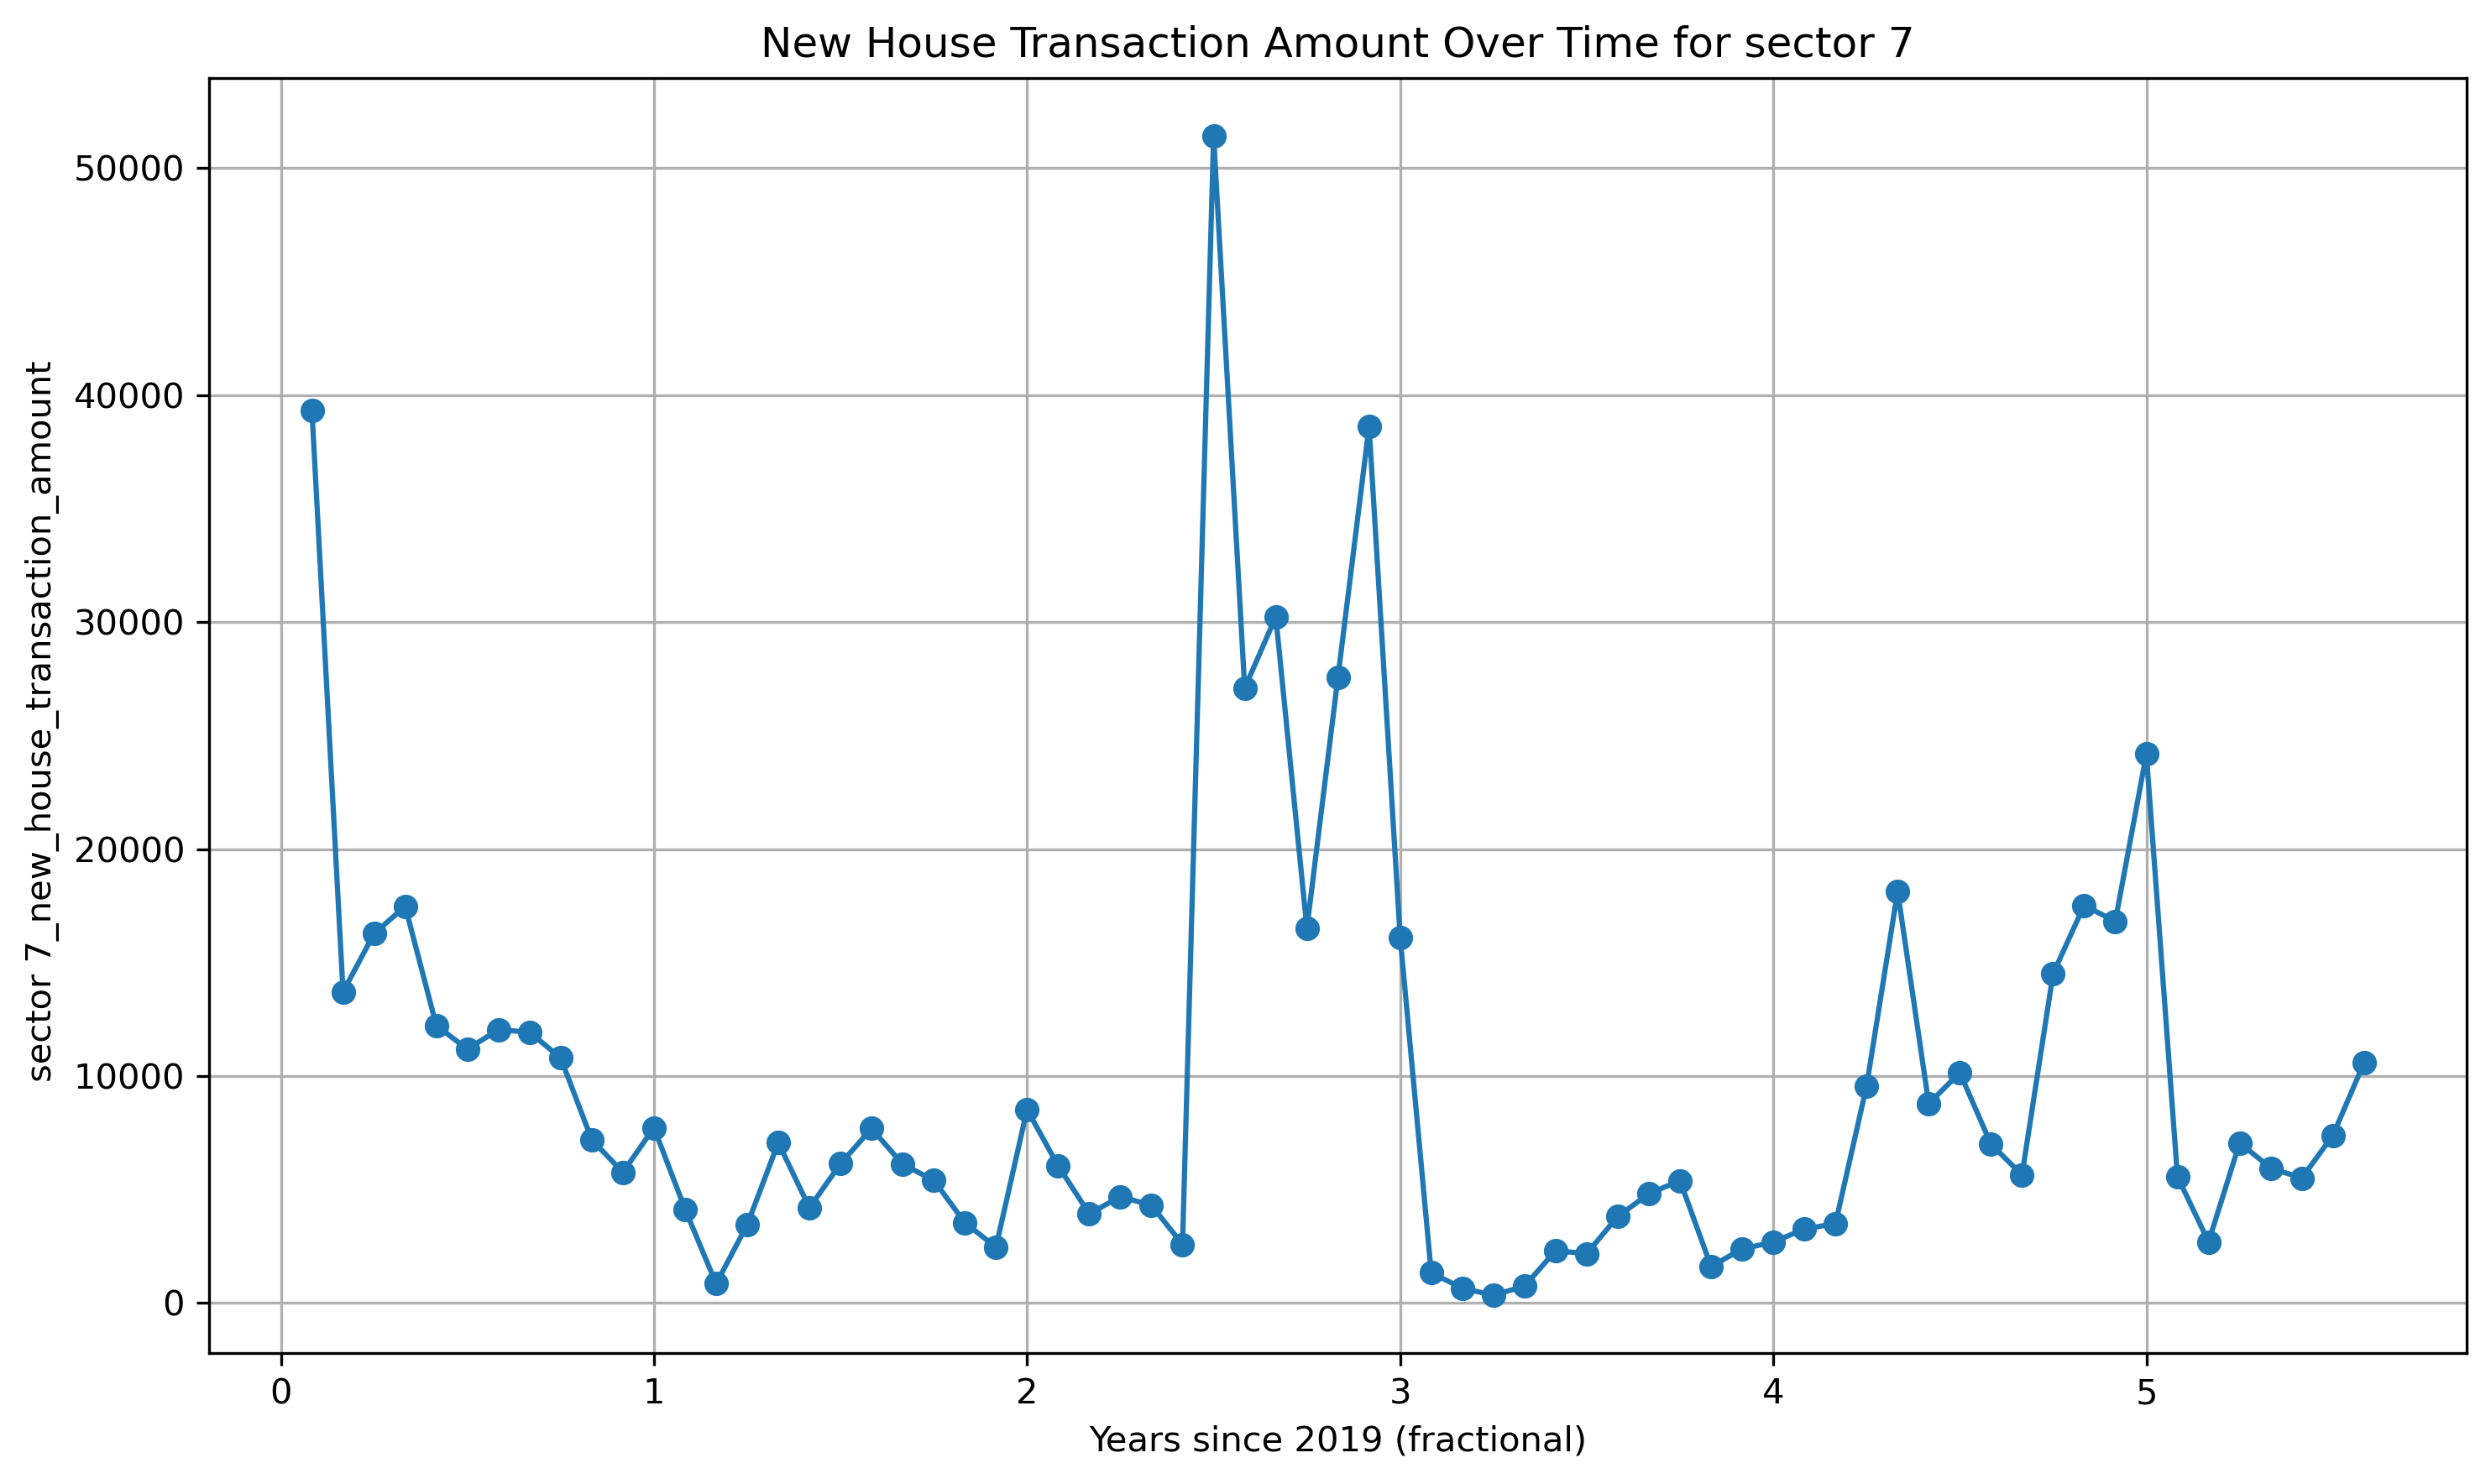 New House Transaction Amount Over Time for sector 7
sector 7_new_house_transaction_amount
50000
40000
30000
20000
10000
0
0 1 2 3 4 5
Years since 2019 (fractional)